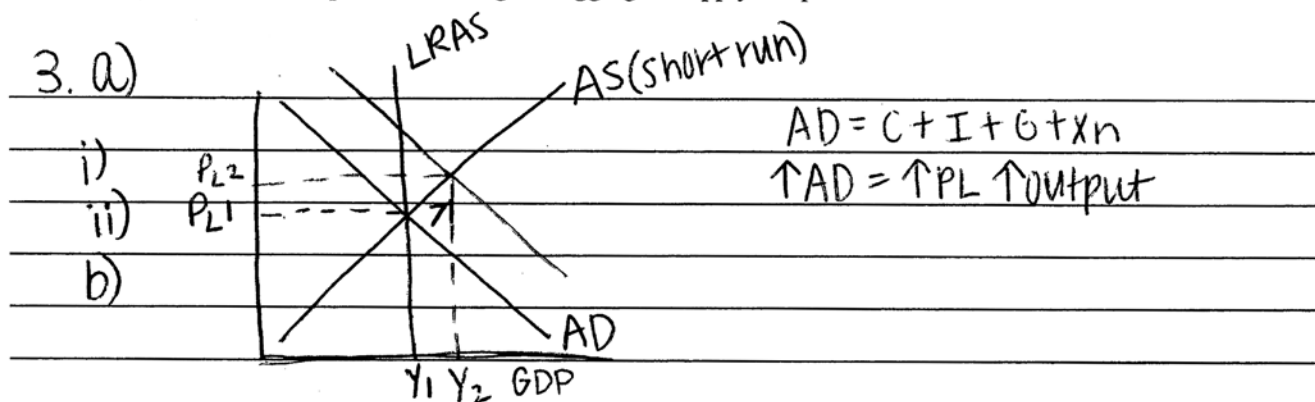 3. a)
LRAS
AS(short run)
AD = C + I + G + Xn
i)
PL2
↑AD = ↑PL ↑output
ii)
PL1
b)
AD
Y1 Y2 GDP